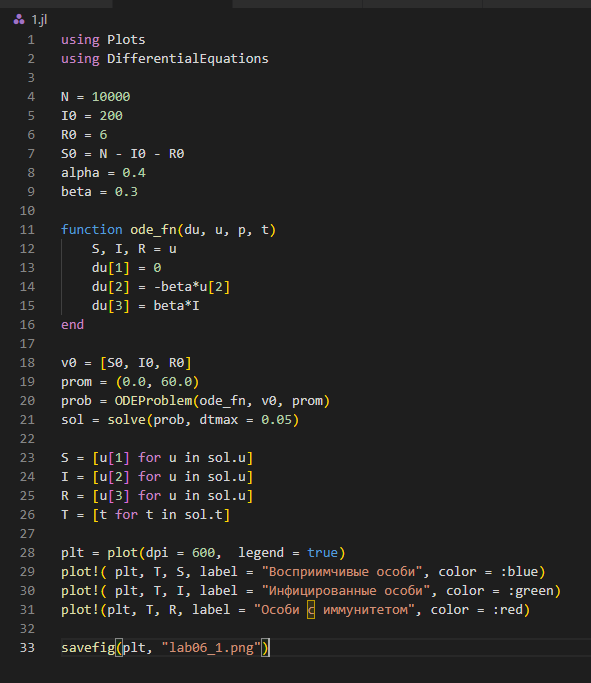 1.jl
1 using Plots
2 using DifferentialEquations
3
4 N = 10000
5 I0 = 200
6 R0 = 6
7 S0 = N - I0 - R0
8 alpha = 0.4
9 beta = 0.3
10
11 function ode_fn(du, u, p, t)
12     S, I, R = u
13     du[1] = 0
14     du[2] = -beta*u[2]
15     du[3] = beta*I
16 end
17
18 v0 = [S0, I0, R0]
19 prom = (0.0, 60.0)
20 prob = ODEProblem(ode_fn, v0, prom)
21 sol = solve(prob, dtmax = 0.05)
22
23 S = [u[1] for u in sol.u]
24 I = [u[2] for u in sol.u]
25 R = [u[3] for u in sol.u]
26 T = [t for t in sol.t]
27
28 plt = plot(dpi = 600,  legend = true)
29 plot!( plt, T, S, label = "Восприимчивые особи", color = :blue)
30 plot!( plt, T, I, label = "Инфицированные особи", color = :green)
31 plot!(plt, T, R, label = "Особи с иммунитетом", color = :red)
32
33 savefig(plt, "lab06_1.png")